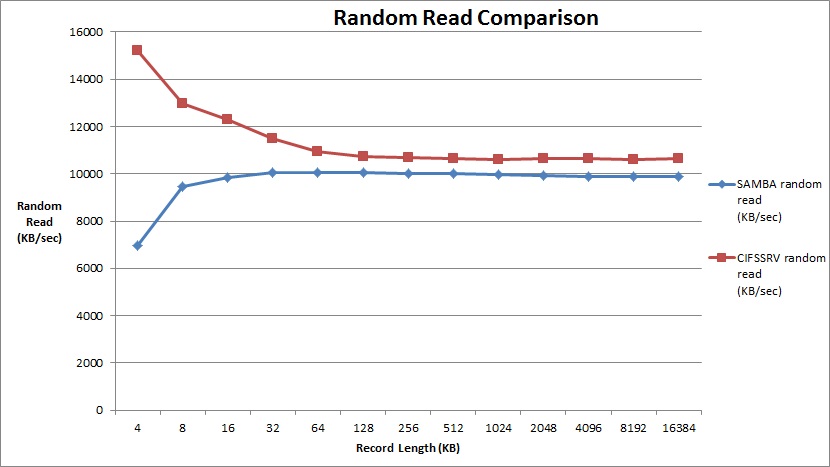 Random Read Comparison
16000
14000
12000
10000
8000
6000
4000
2000
0
Random
Read
(KB/sec)
4 8 16 32 64 128 256 512 1024 2048 4096 8192 16384
Record Length (KB)
SAMBA random
read
(KB/sec)
CIFSSRV random
read
(KB/sec)